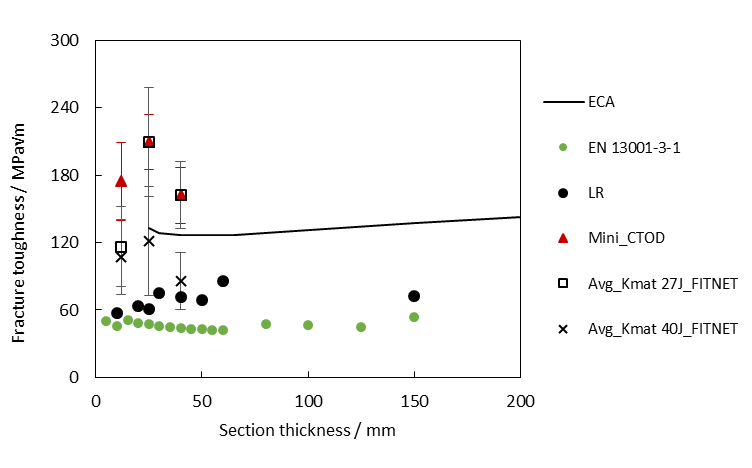 300
240
180
120
60
0
0
50
100
150
200
Fracture toughness / MPa√m
Section thickness / mm
ECA
EN 13001-3-1
LR
Mini_CTOD
Avg_Kmat 27J_FITNET
Avg_Kmat 40J_FITNET